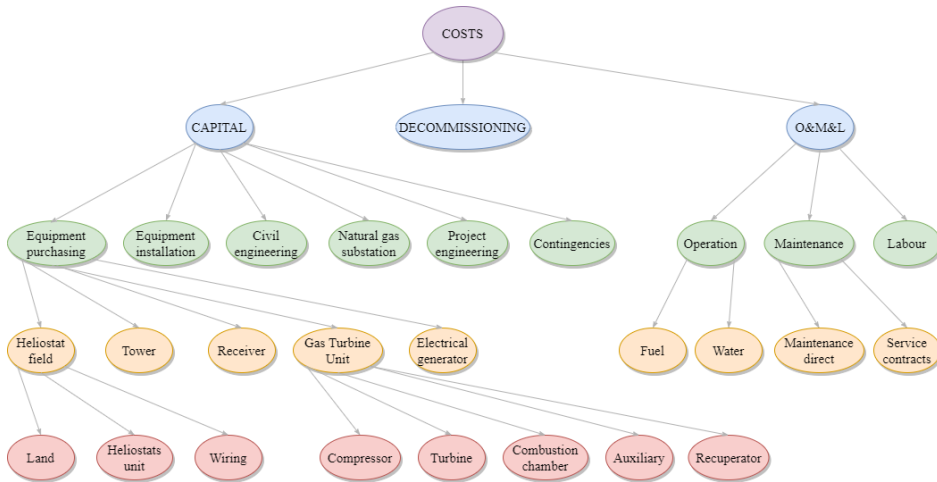 COSTS
CAPITAL
DECOMMISSIONING
O&M&L
Equipment
purchasing
Equipment
installation
Civil
engineering
Natural gas
substation
Project
engineering
Contingencies
Operation
Maintenance
Labour
Heliostat
field
Tower
Receiver
Gas Turbine
Unit
Electrical
generator
Fuel
Water
Maintenance
direct
Service
contracts
Land
Heliostats
unit
Wiring
Compressor
Turbine
Combustion
chamber
Auxiliary
Recuperator